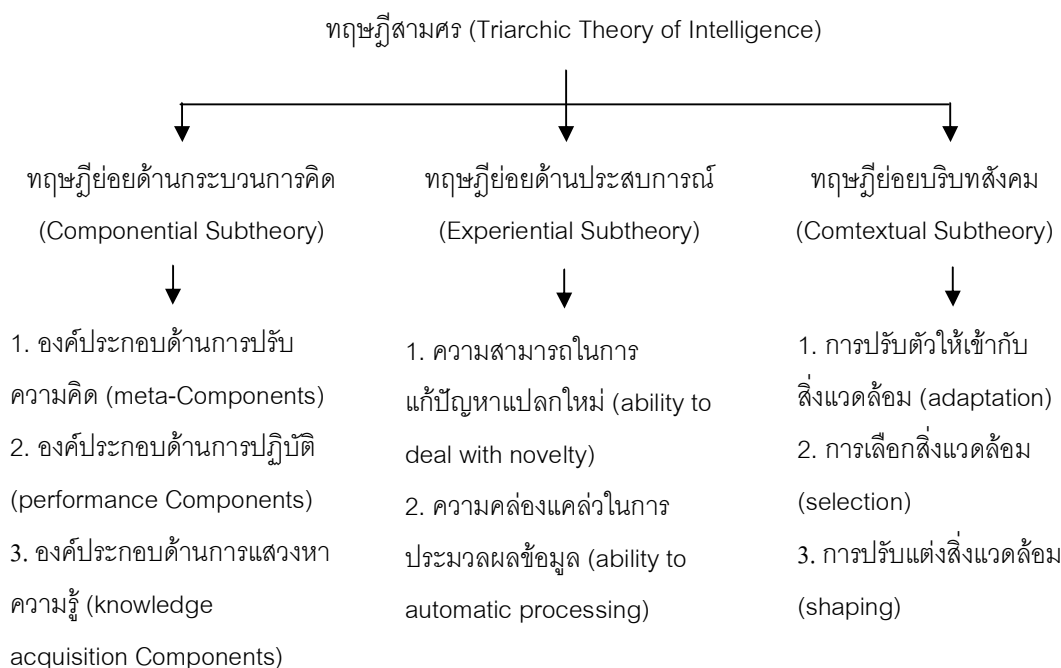 ทฤษฎีสามศร (Triarchic Theory of Intelligence)
ทฤษฎีย่อยด้านกระบวนการคิด
(Componential Subtheory)
ทฤษฎีย่อยด้านประสบการณ์
(Experiential Subtheory)
ทฤษฎีย่อยบริบทสังคม
(Comtextual Subtheory)
1. องค์ประกอบด้านการปรับ
ความคิด (meta-Components)
2. องค์ประกอบด้านการปฏิบัติ
(performance Components)
3. องค์ประกอบด้านการแสวงหา
ความรู้ (knowledge
acquisition Components)
1. ความสามารถในการ
แก้ปัญหาแปลกใหม่ (ability to
deal with novelty)
2. ความคล่องแคล่วในการ
ประมวลผลข้อมูล (ability to
automatic processing)
1. การปรับตัวให้เข้ากับ
สิ่งแวดล้อม (adaptation)
2. การเลือกสิ่งแวดล้อม
(selection)
3. การปรับแต่งสิ่งแวดล้อม
(shaping)